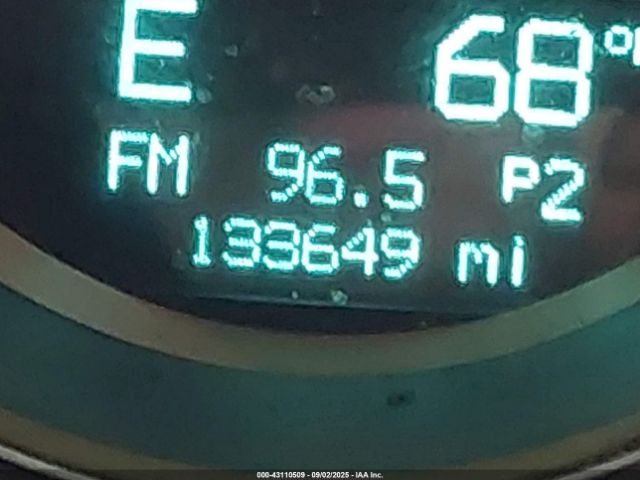 E 68°F
FM 96.5 P2
133649 mi
000-43110509 - 09/02/2025 - IAA Inc.